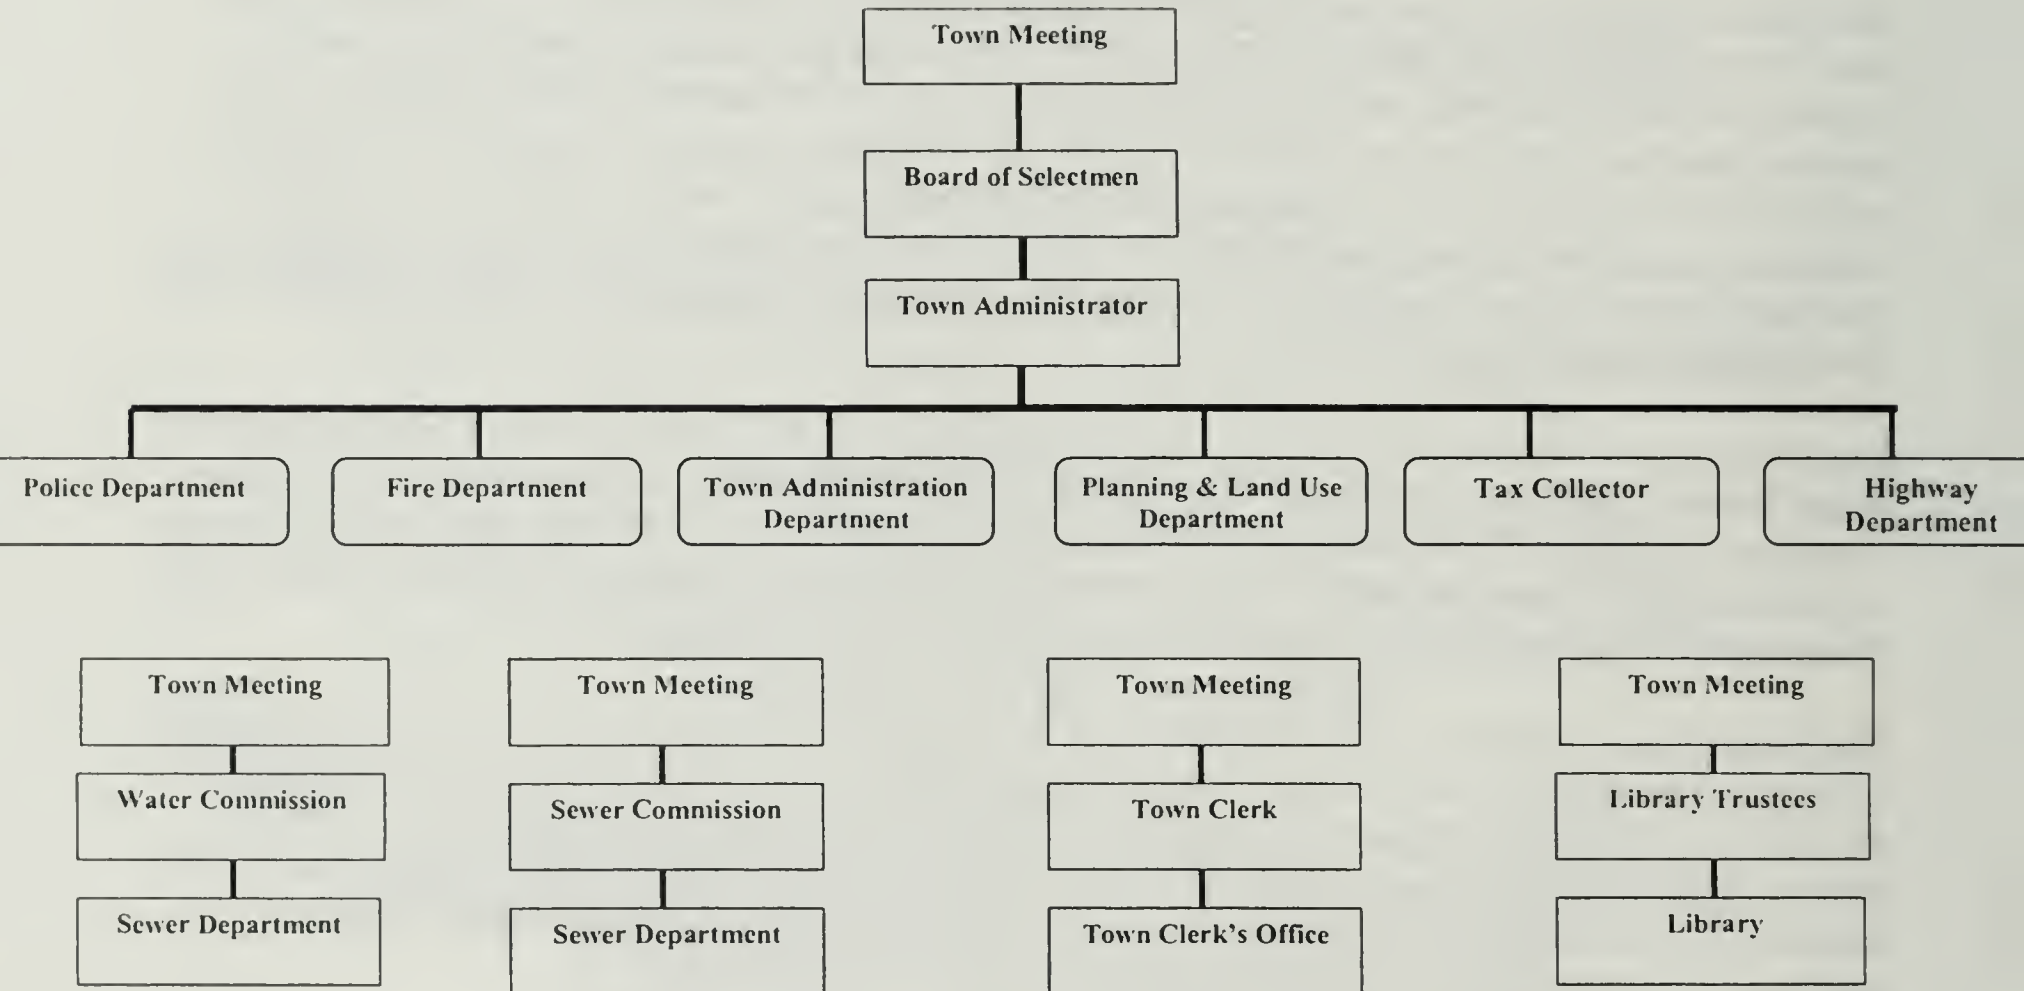 Town Meeting
Board of Selectmen
Town Administrator
Police Department
Fire Department
Town Administration
Department
Planning & Land Use
Department
Tax Collector
Highway
Department
Town Meeting
Town Meeting
Town Meeting
Town Meeting
Water Commission
Sewer Commission
Town Clerk
Library Trustees
Sewer Department
Sewer Department
Town Clerk's Office
Library